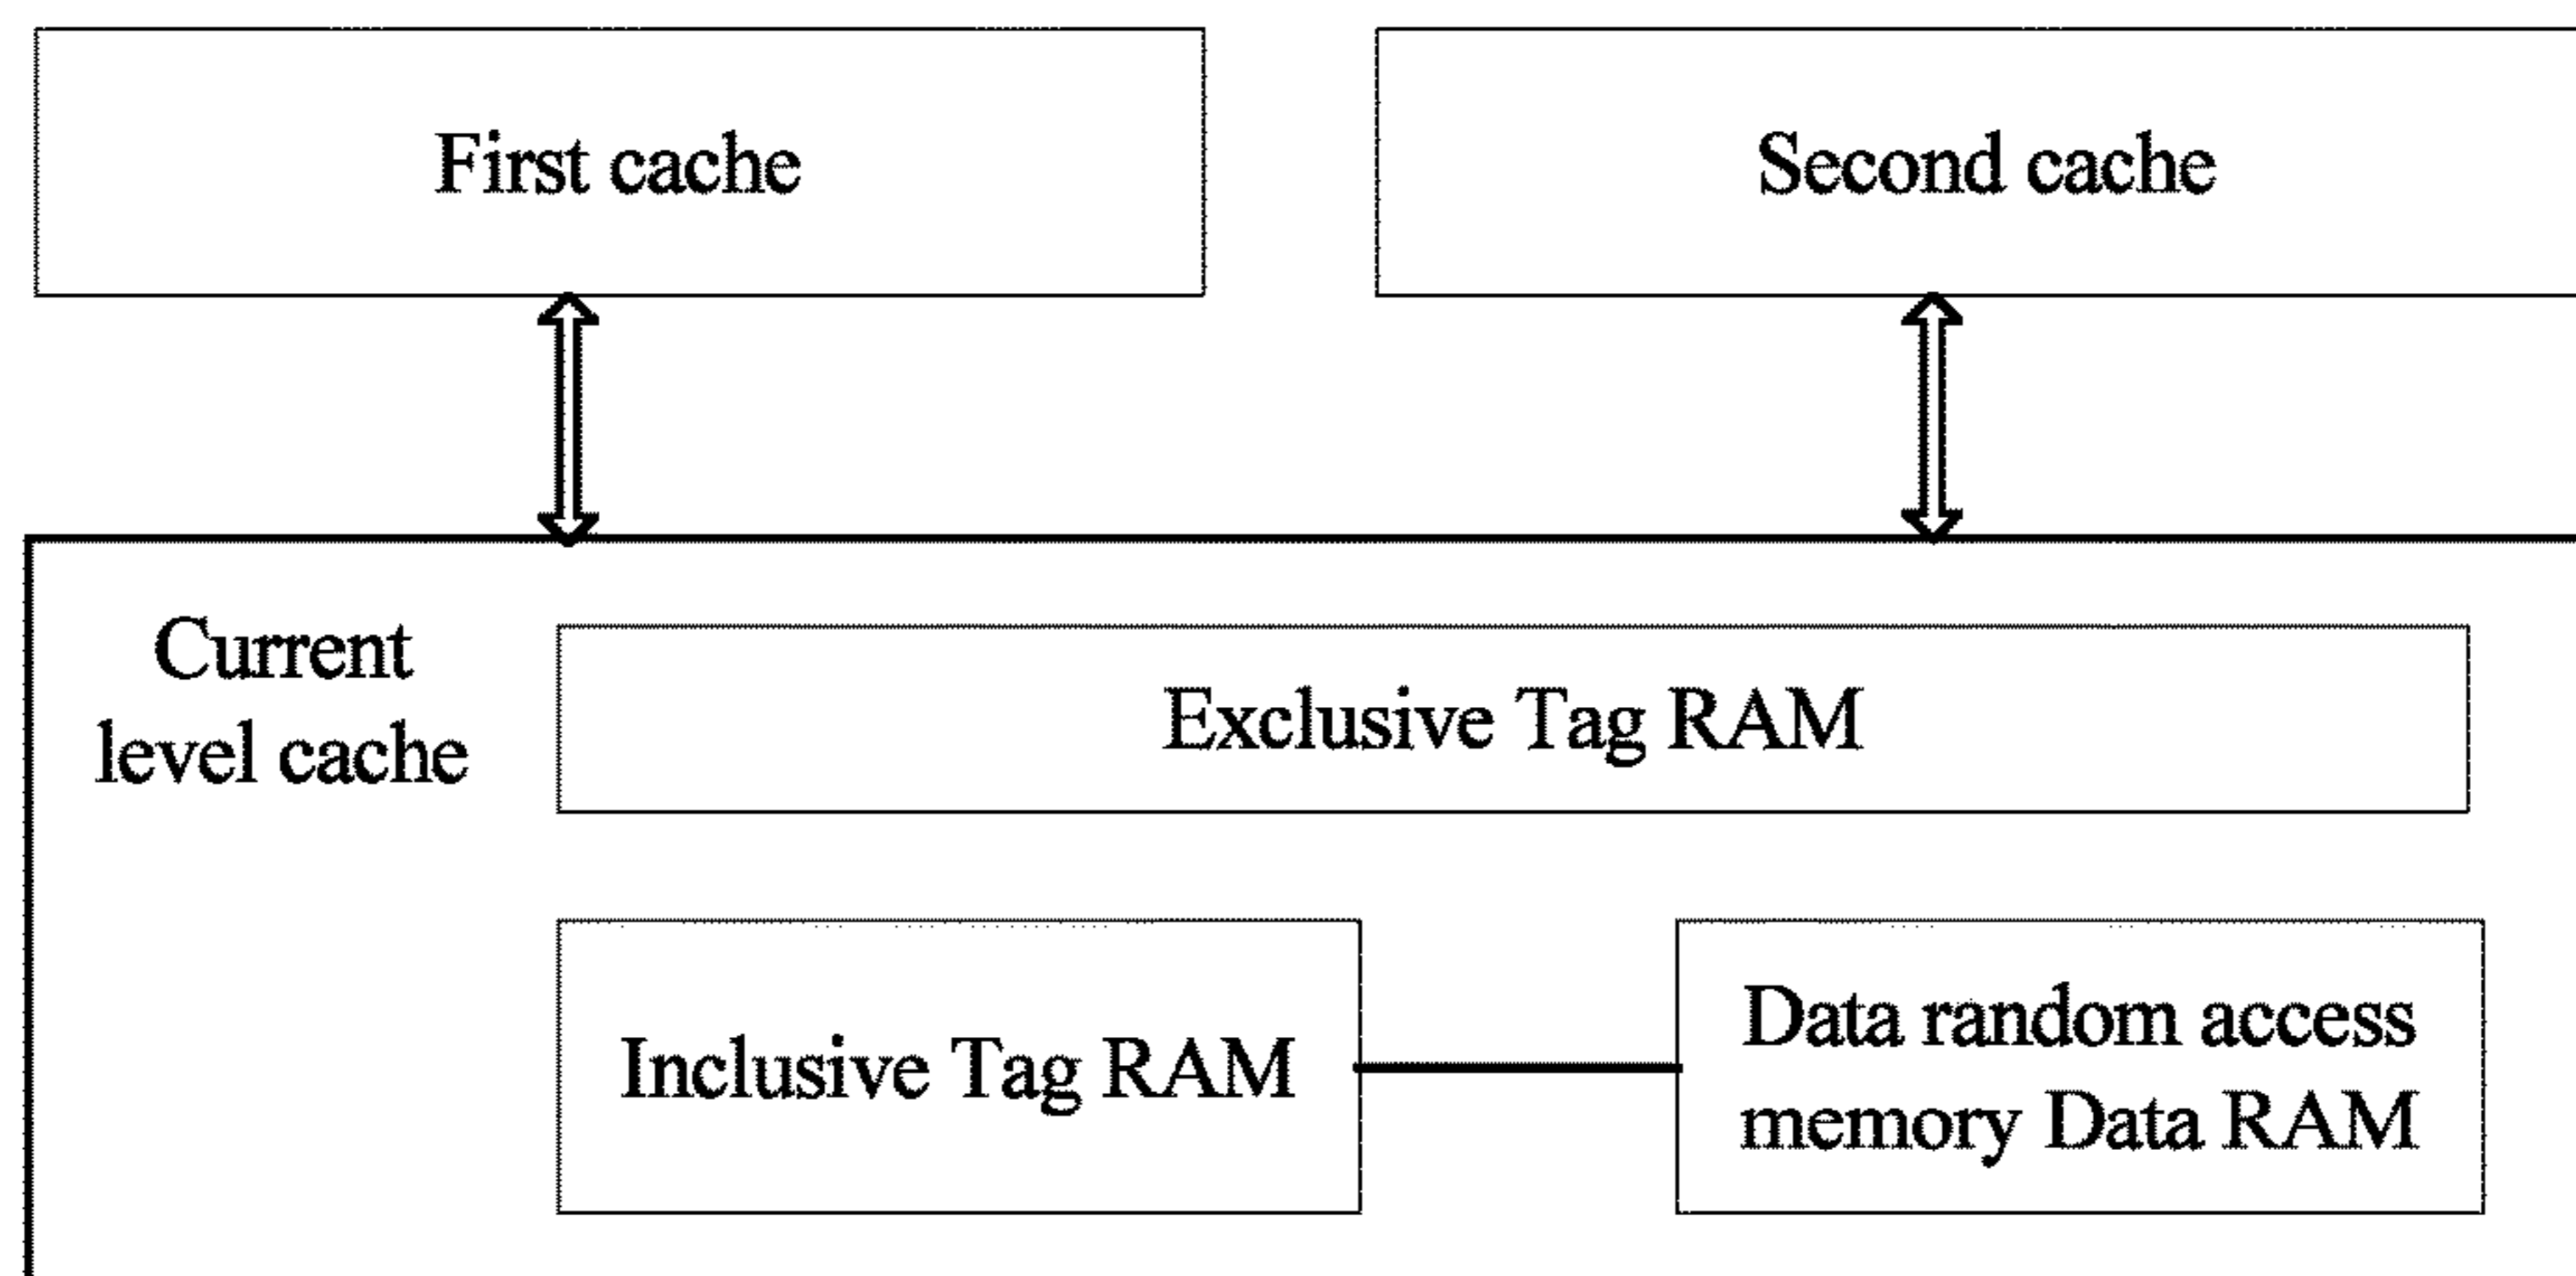 First cache
Second cache
Current
level cache
Exclusive Tag RAM
Inclusive Tag RAM
Data random access
memory Data RAM